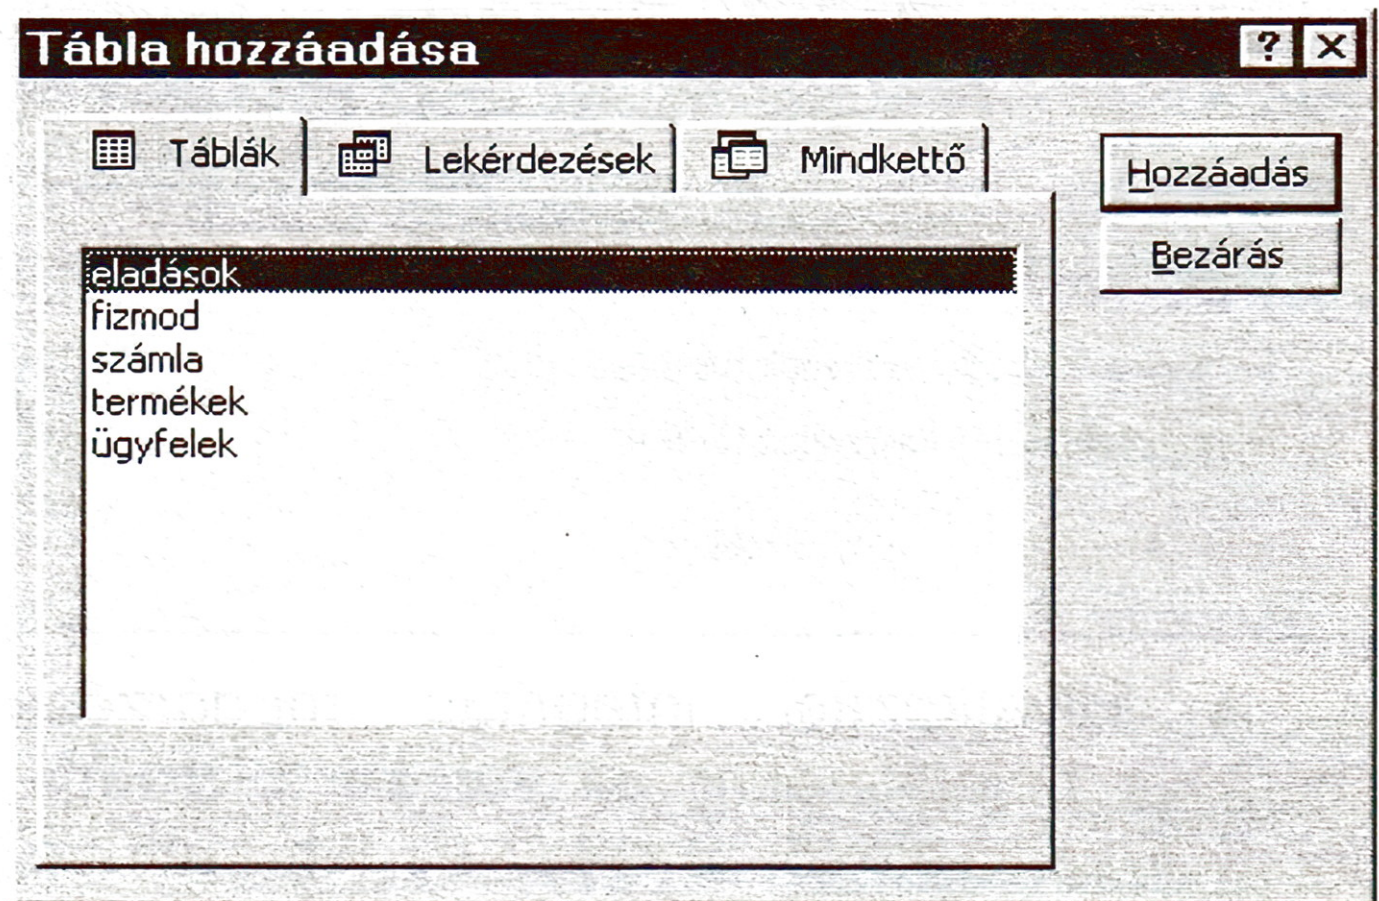 Tábla hozzáadása
Táblák
Lekérdezések
Mindkettő
Hozzáadás
Bezárás
eladások
fizmod
számla
termékek
ügyfelek